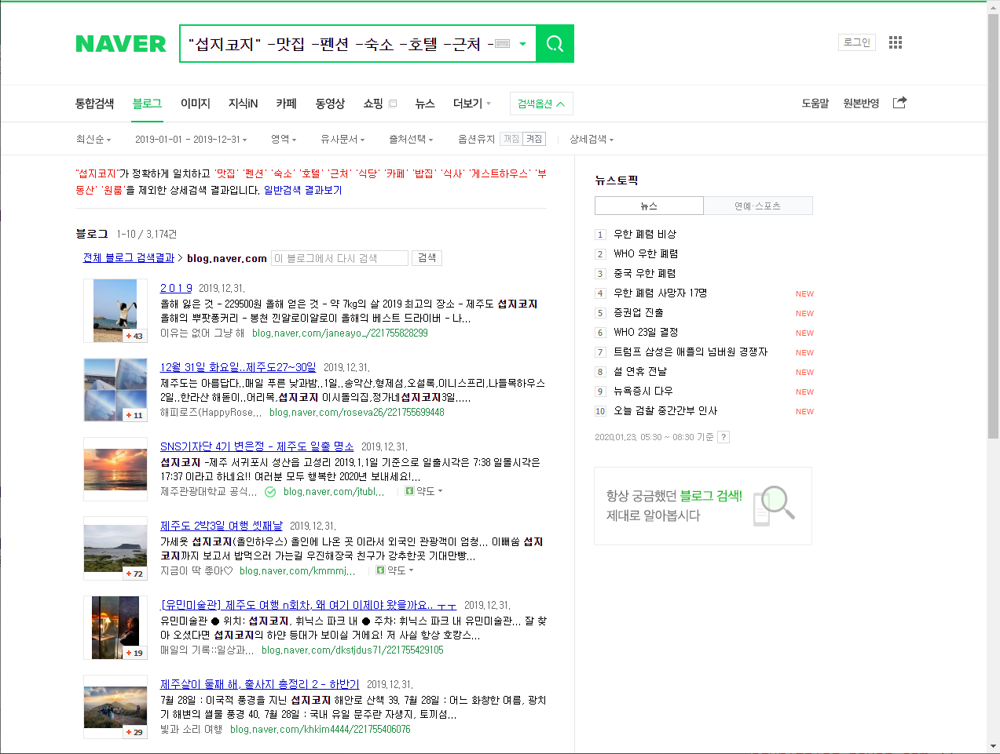 NAVER
"섭지코지" -맛집 -펜션 -숙소 -호텔 -근처 -
로그인
통합검색 블로그 이미지 지식iN 카페 동영상 쇼핑 뉴스 더보기 검색옵션 도움말 원본반영
최신순 2019-01-01 - 2019-12-31 영역 유사문서 출처선택 옵션유지 꺼짐 켜짐 상세검색
"섭지코지"가 정확하게 일치하고 '맛집' '펜션' '숙소' '호텔' '근처' '식당' '카페' '밥집' '식사' '게스트하우스' '부
동산' '원룸'을 제외한 상세검색 결과입니다. 일반검색 결과보기
블로그 1-10 / 3,174건
전체 블로그 검색결과 > blog.naver.com 이 블로그에서 다시 검색 검색
2 0 1 9 2019.12.31.
올해 잃은 것 - 229500원 올해 얻은 것 - 약 7kg의 살 2019 최고의 장소 - 제주도 섭지코지
올해의 뿌팟퐁커리 - 봉천 낀알로이알로이 올해의 베스트 드라이버 - 나...
이유는 없어 그냥 해 blog.naver.com/janeayo_/221755828299
+ 43
12월 31일 화요일..제주도27~30일 2019.12.31.
제주도는 아름답다..매일 푸른 낮과밤..1일..송악산,형제섬,오설록,이니스프리,나들목하우스
2일..한라산 해돋이..머리목,섭지코지 이시돌의집,정가네섭지코지3일.....
해피로즈(HappyRose... blog.naver.com/roseva26/221755699448
+ 11
SNS기자단 4기 변은정 - 제주도 일출 명소 2019.12.31.
섭지코지 -제주 서귀포시 성산읍 고성리 2019.1.1일 기준으로 일출시각은 7:38 일몰시각은
17:37 이라고 하네요!! 여러분 모두 행복한 2020년 보내세요!...
제주관광대학교 공식... blog.naver.com/jtubl... 약도
제주도 2박3일 여행 셋째날 2019.12.31.
가세욧 섭지코지(올인하우스) 올인에 나온 곳 이라서 외국인 관광객이 엄청... 이뻐씀 섭지
코지까지 보고서 밥먹으러 가는길 우진해장국 친구가 강추한곳 기대만빵...
지금이 딱 좋아♡ blog.naver.com/kmmmj... 약도
+ 72
[유민미술관] 제주도 여행 n회차, 왜 여기 이제야 왔을까요.. ㅜㅜ 2019.12.31.
유민미술관 ● 위치: 섭지코지, 휘닉스 파크 내 ● 주차: 휘닉스 파크 내 유민미술관... 잘 찾
아 오셨다면 섭지코지의 하얀 등대가 보이실 거에요! 저 사실 항상 호캉스...
매일의 기록::일상과... blog.naver.com/dkstjdus71/221755429105
+ 19
제주살이 둘째 해, 출사지 총정리 2 - 하반기 2019.12.31.
7월 28일 : 이국적 풍경을 지닌 섭지코지 해안로 산책 39. 7월 28일 : 어느 화창한 여름, 광치
기 해변의 썰물 풍경 40. 7월 28일 : 국내 유일 문주란 자생지, 토끼섬...
빛과 소리 여행 blog.naver.com/khkim4444/221755406076
+ 29
뉴스토픽
뉴스 연예·스포츠
1 우한 폐렴 비상
2 WHO 우한 폐렴
3 중국 우한 폐렴
4 우한 폐렴 사망자 17명 NEW
5 증권업 진출 NEW
6 WHO 23일 결정 NEW
7 트럼프 삼성은 애플의 넘버원 경쟁자 NEW
8 설 연휴 전날 NEW
9 뉴욕증시 다우 NEW
10 오늘 검찰 중간간부 인사 NEW
2020.01.23. 05:30 ~ 08:30 기준 ?
항상 궁금했던 블로그 검색!
제대로 알아봅시다